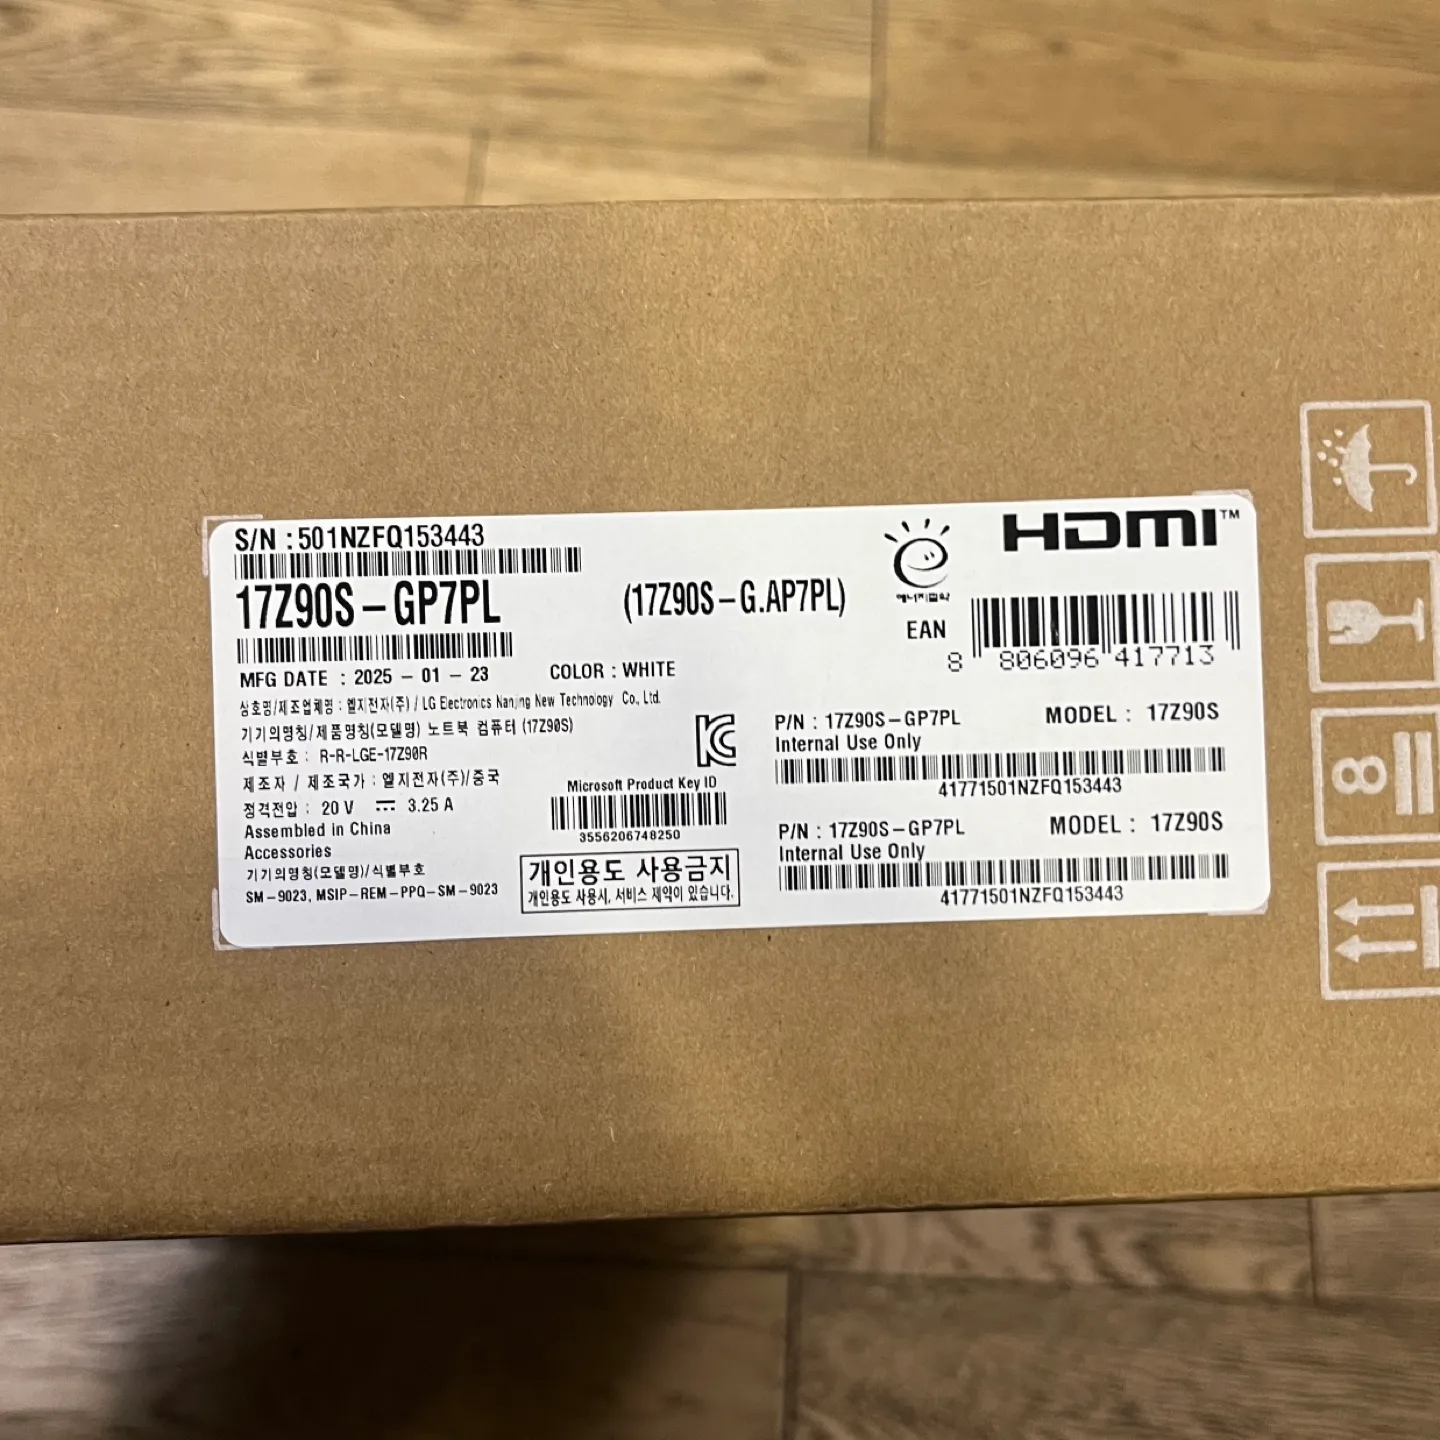 S/N : 501NZFQ153443
17Z90S-GP7PL
(17Z90S-G.AP7PL)
에너지절약
HDMI™
EAN
8 806096 417713
MFG DATE : 2025 - 01 - 23
COLOR : WHITE
상호명/제조업체명 : 엘지전자(주) / LG Electronics Nanjing New Technology Co., Ltd.
기기의명칭/제품명칭(모델명) 노트북 컴퓨터 (17Z90S)
식별부호 : R-R-LGE-17Z90R
제조자 / 제조국가 : 엘지전자(주)/중국
정격전압 : 20 V ⎓ 3.25 A
Assembled in China
Accessories
기기의명칭(모델명)/식별부호
SM-9023, MSIP-REM-PPQ-SM-9023
KC
Microsoft Product Key ID
3556206748250
개인용도 사용금지
개인용도 사용시, 서비스 제약이 있습니다.
P/N : 17Z90S-GP7PL MODEL : 17Z90S
Internal Use Only
41771501NZFQ153443
P/N : 17Z90S-GP7PL MODEL : 17Z90S
Internal Use Only
41771501NZFQ153443
8